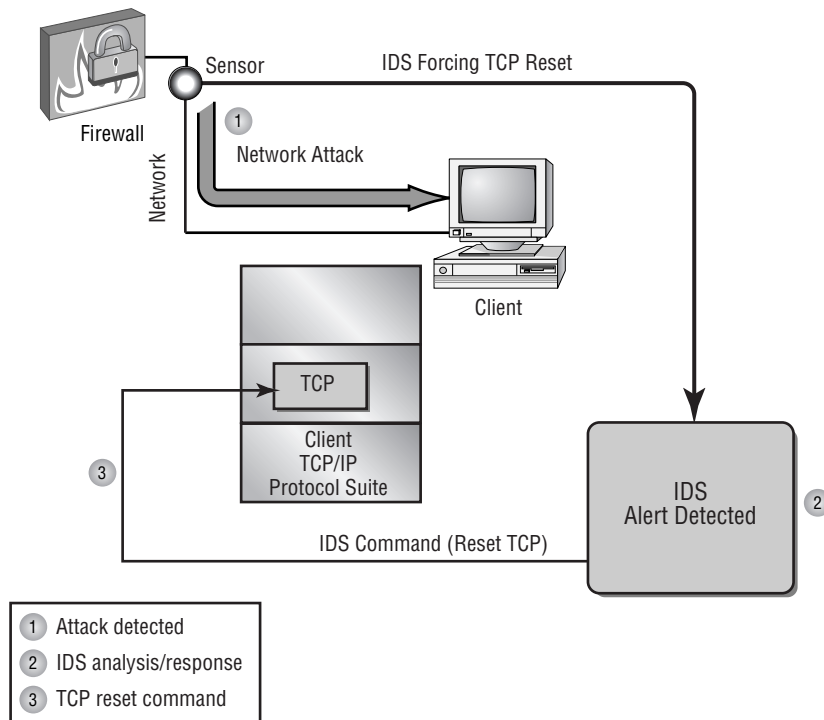 Sensor
IDS Forcing TCP Reset
Firewall
1
Network Attack
Network
Client
TCP
Client
TCP/IP
Protocol Suite
3
IDS
Alert Detected
2
IDS Command (Reset TCP)
1 Attack detected
2 IDS analysis/response
3 TCP reset command